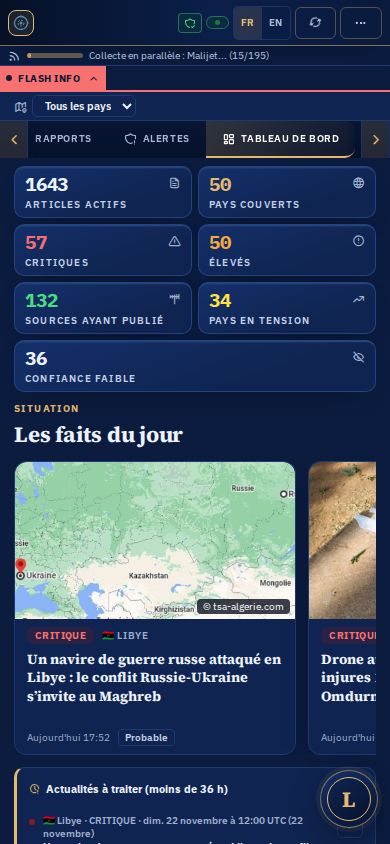 FR
EN
Collecte en parallèle : Malijet... (15/195)
FLASH INFO
Tous les pays
RAPPORTS
ALERTES
TABLEAU DE BORD
1643
ARTICLES ACTIFS
50
PAYS COUVERTS
57
CRITIQUES
50
ÉLEVÉS
132
SOURCES AYANT PUBLIÉ
34
PAYS EN TENSION
36
CONFIANCE FAIBLE
SITUATION
Les faits du jour
Russie
R
ssie
Ukraine
Kazakhstan
Mongolie
Kirghizistan
© tsa-algerie.com
CRITIQUE
LIBYE
Un navire de guerre russe attaqué en
Libye : le conflit Russie-Ukraine
s'invite au Maghreb
Aujourd'hui 17:52
Probable
CRITIQU
Drone a
injures
Omdurn
Aujourd'hui
Actualités à traiter (moins de 36 h)
Libye · CRITIQUE · dim. 22 novembre à 12:00 UTC (22
novembre)
L